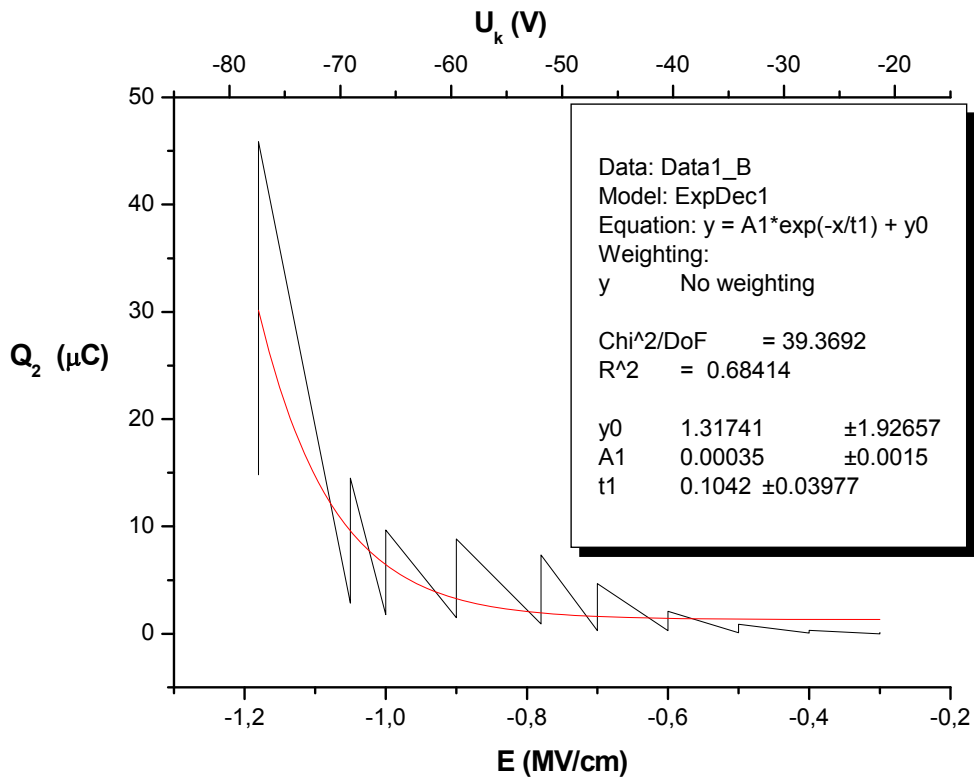 U_k (V)
-80 -70 -60 -50 -40 -30 -20
50
40
30
20
10
0
Q_2 (μC)
Data: Data1_B
Model: ExpDec1
Equation: y = A1*exp(-x/t1) + y0
Weighting:
y No weighting
Chi^2/DoF = 39.3692
R^2 = 0.68414
y0 1.31741 ±1.92657
A1 0.00035 ±0.0015
t1 0.1042 ±0.03977
-1,2 -1,0 -0,8 -0,6 -0,4 -0,2
E (MV/cm)